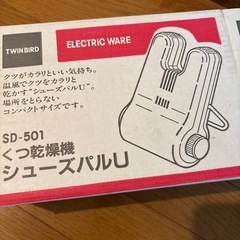 TWINBIRD
ELECTRIC WARE
クツがカラリといい気持ち。
温風でクツをカラリと
乾かす“シューズパルU”。
場所をとらない
コンパクトサイズです。
SD-501
くつ乾燥機
シューズパルU